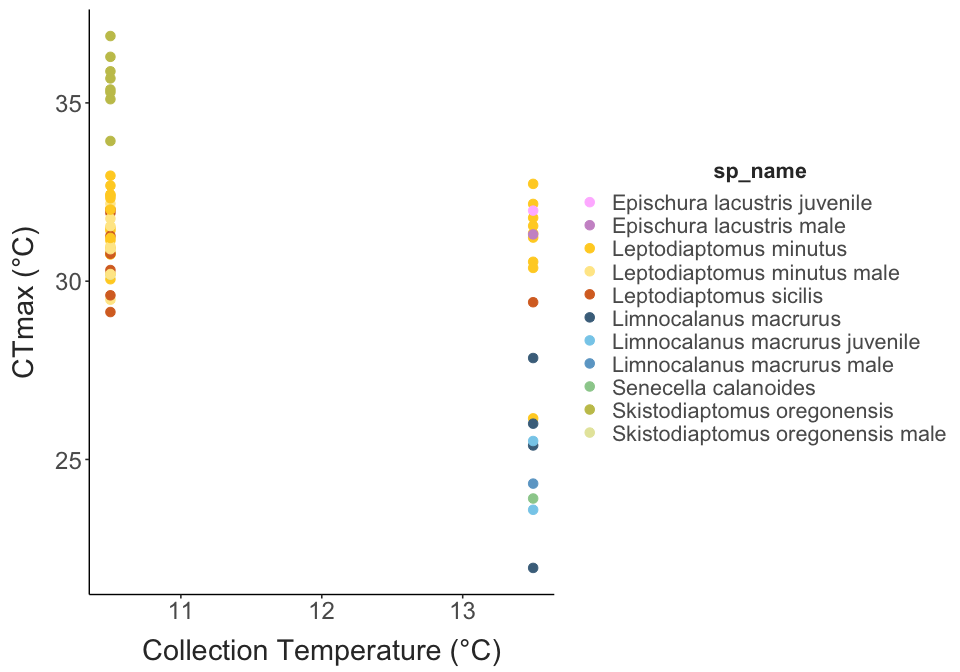 CTmax (°C)
35
30
25
11
12
13
Collection Temperature (°C)
sp_name
Epischura lacustris juvenile
Epischura lacustris male
Leptodiaptomus minutus
Leptodiaptomus minutus male
Leptodiaptomus sicilis
Limnocalanus macrurus
Limnocalanus macrurus juvenile
Limnocalanus macrurus male
Senecella calanoides
Skistodiaptomus oregonensis
Skistodiaptomus oregonensis male